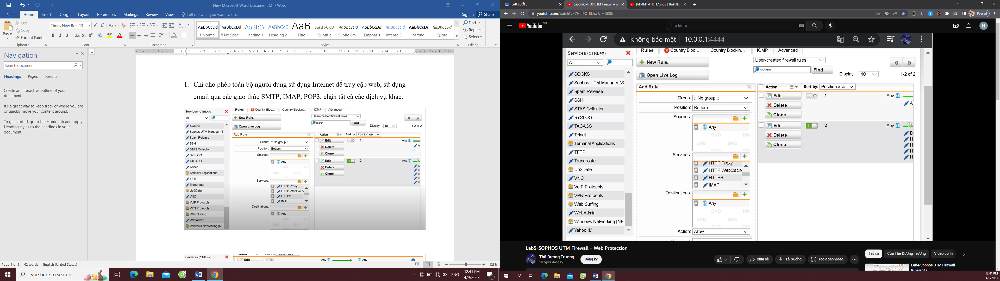 New Microsoft Word Document (2) - Word
File Home Insert Design Layout References Mailings Review View Tell me what you want to do... Sign in Share
Paste Cut
Copy
Format Painter
Clipboard
Times New Ro 13
Font
Paragraph
AaBbCcDd AaBbCcDd AaBbC AaBbCcD AaB AaBbCcD AaBbCcDd AaBbCcDd AaBbCcDd AaBbCcDc AaBbCcDd
¶ Normal ¶ No Spac... Heading 1 Heading 2 Title Subtitle Subtle Em... Emphasis Intense E... Strong Quote
Styles
Find
Replace
Select
Editing
Navigation
Search document
Headings Pages Results
Create an interactive outline of your
document.
It's a great way to keep track of where you are
or quickly move your content around.
To get started, go to the Home tab and apply
Heading styles to the headings in your
document.
1. Chỉ cho phép toàn bộ người dùng sử dụng Internet để truy cập web, sử dụng
email qua các giao thức SMTP, IMAP, POP3, chặn tất cả các dịch vụ khác.
Services (CTRL+X)
All
SOCKS
Sophos UTM Manager (S
Spam Release
SSH
STAS Collector
SYSLOG
TACACS
Telnet
Terminal Applications
TFTP
Traceroute
Up2Date
VNC
VoIP Protocols
VPN Protocols
Web Surfing
WebAdmin
Windows Networking (NET
Rules Country Bloc... Country Blockin... ICMP Advanced
New Rule...
Open Live Log
User-created firewall rules
search Find
Display: 10
1-2 of 2
Add Rule
Group: :: No group ::
Position: Bottom
Sources:
Any
DND
Services:
HTTP Proxy
HTTP WebCach
HTTPS
IMAP
Destinations:
Any
DND
Action Sort by: Position asc
Edit 1 Any
Delete
Clone
Edit 2 Any
Delete
Clone
Services (CTRL+X)
Edit 1 Any Any
Page 1 of 3 62 words English (United States) 123%
Type here to search
ENG
12:41 PM
4/9/2023
LAB BUỔI 5
Lab5-SOPHOS UTM Firewall – W
[ATMMT-TH] | LAB-05 | Thiết lập
youtube.com/watch?v=7Hut9Q-Bkhw&t=1530s
Paused
YouTube VN
Tìm kiếm
N
Không bảo mật 10.0.0.1:4444
Services (CTRL+X)
All
SOCKS
Sophos UTM Manager (S
Spam Release
SSH
STAS Collector
SYSLOG
TACACS
Telnet
Terminal Applications
TFTP
Traceroute
Up2Date
VNC
VoIP Protocols
VPN Protocols
Web Surfing
WebAdmin
Windows Networking (NET
Yahoo IM
Rules Country Bloc... Country Blockin... ICMP Advanced
New Rule...
Open Live Log
User-created firewall rules
search Find
Display: 10
1-2 of 2
Add Rule
Group: :: No group ::
Position: Bottom
Sources:
Any
DND DN
DND DND
Services:
HTTP Proxy
HTTP WebCach
HTTPS
IMAP
Destinations:
Any
DN
DND DND
Action: Allow
Action Sort by: Position asc
Edit 1 Any
Delete
Clone
Edit 2 Any
Delete
Clone
Lab5-SOPHOS UTM Firewall – Web Protection
Thế Dương Trương
19 người đăng ký
Đăng ký
6
Chia sẻ
Tải xuống
Tạo đoạn video
Tất cả Của Thế Dương Trương Video có liên
Lab4-Sophos UTM Firewall
Rules(01)
12:41 PM
4/9/2023